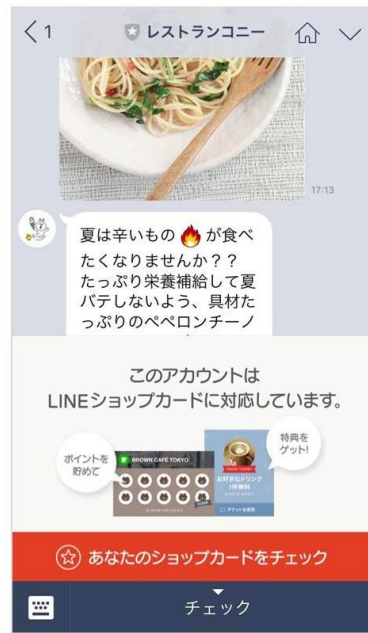 1
レストランコニー
17:13
夏は辛いもの🔥が食べ
たくなりませんか？？
たっぷり栄養補給して夏
バテしないよう、具材た
っぷりのペペロンチーノ
このアカウントは
LINEショップカードに対応しています。
ポイントを
貯めて
BROWN CAFE TOKYO
特典を
ゲット!
お好きなドリンク
1杯無料
あなたのショップカードをチェック
チェック